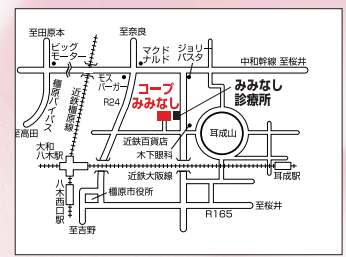 至田原本
至奈良
ビッグ
モーター
マクド
ナルド
ジョリ
パスタ
中和幹線 至桜井
橿原バイパス
近鉄橿原線
モス
バーガー
R24
コープ
みみなし
みみなし
診療所
至高田
近鉄百貨店
木下眼科
耳成山
大和
八木駅
近鉄大阪線
耳成駅
八木西口駅
橿原市役所
R165
至桜井
至吉野